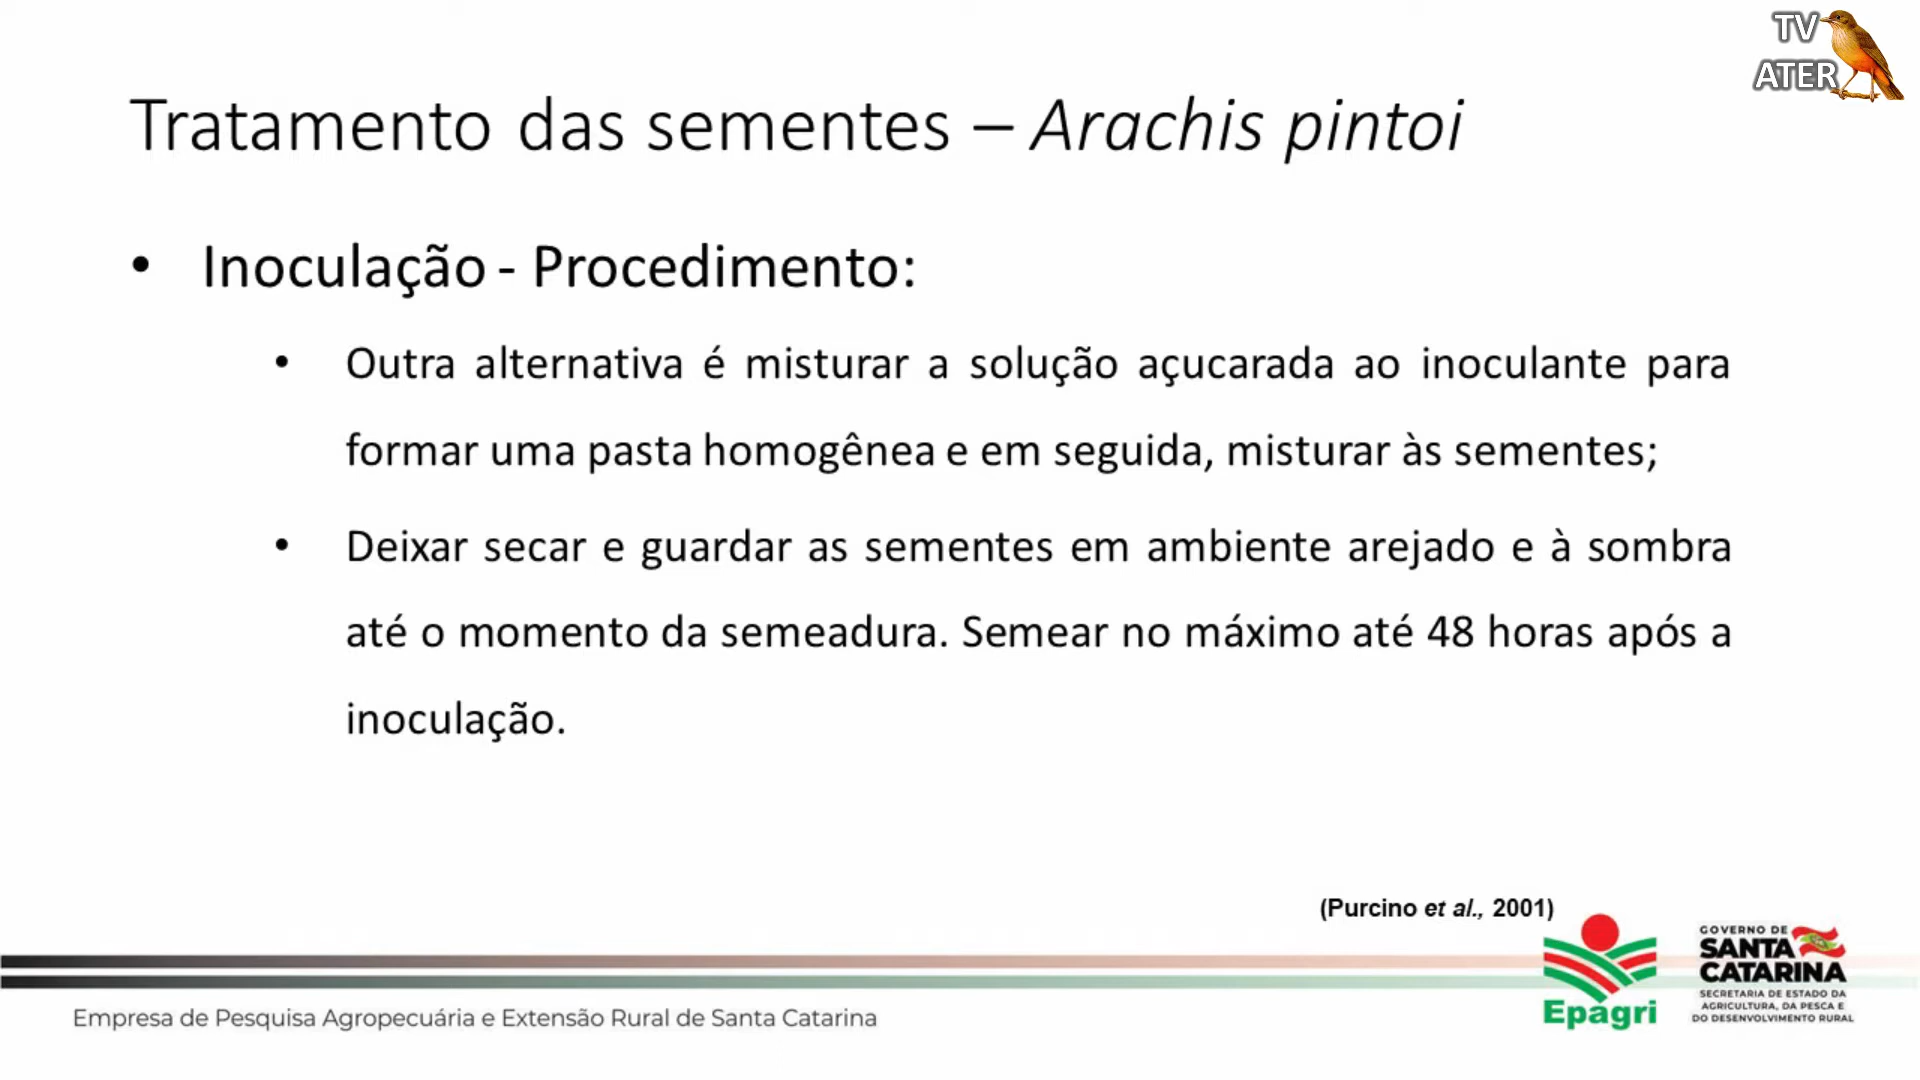 TV
ATER
Tratamento das sementes – Arachis pintoi
• Inoculação - Procedimento:
• Outra alternativa é misturar a solução açucarada ao inoculante para
formar uma pasta homogênea e em seguida, misturar às sementes;
• Deixar secar e guardar as sementes em ambiente arejado e à sombra
até o momento da semeadura. Semear no máximo até 48 horas após a
inoculação.
(Purcino et al., 2001)
Empresa de Pesquisa Agropecuária e Extensão Rural de Santa Catarina
Epagri
GOVERNO DE
SANTA
CATARINA
SECRETARIA DE ESTADO DA
AGRICULTURA, DA PESCA E
DO DESENVOLVIMENTO RURAL